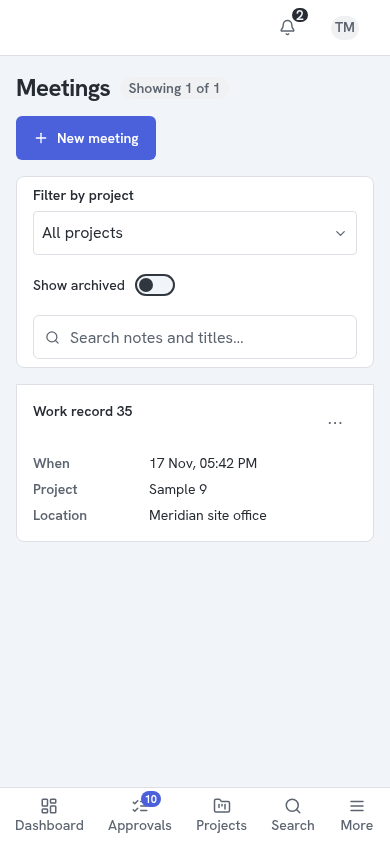 2
TM
Meetings
Showing 1 of 1
New meeting
Filter by project
All projects
Show archived
Search notes and titles...
Work record 35
...
When 17 Nov, 05:42 PM
Project Sample 9
Location Meridian site office
10
Dashboard Approvals Projects Search More